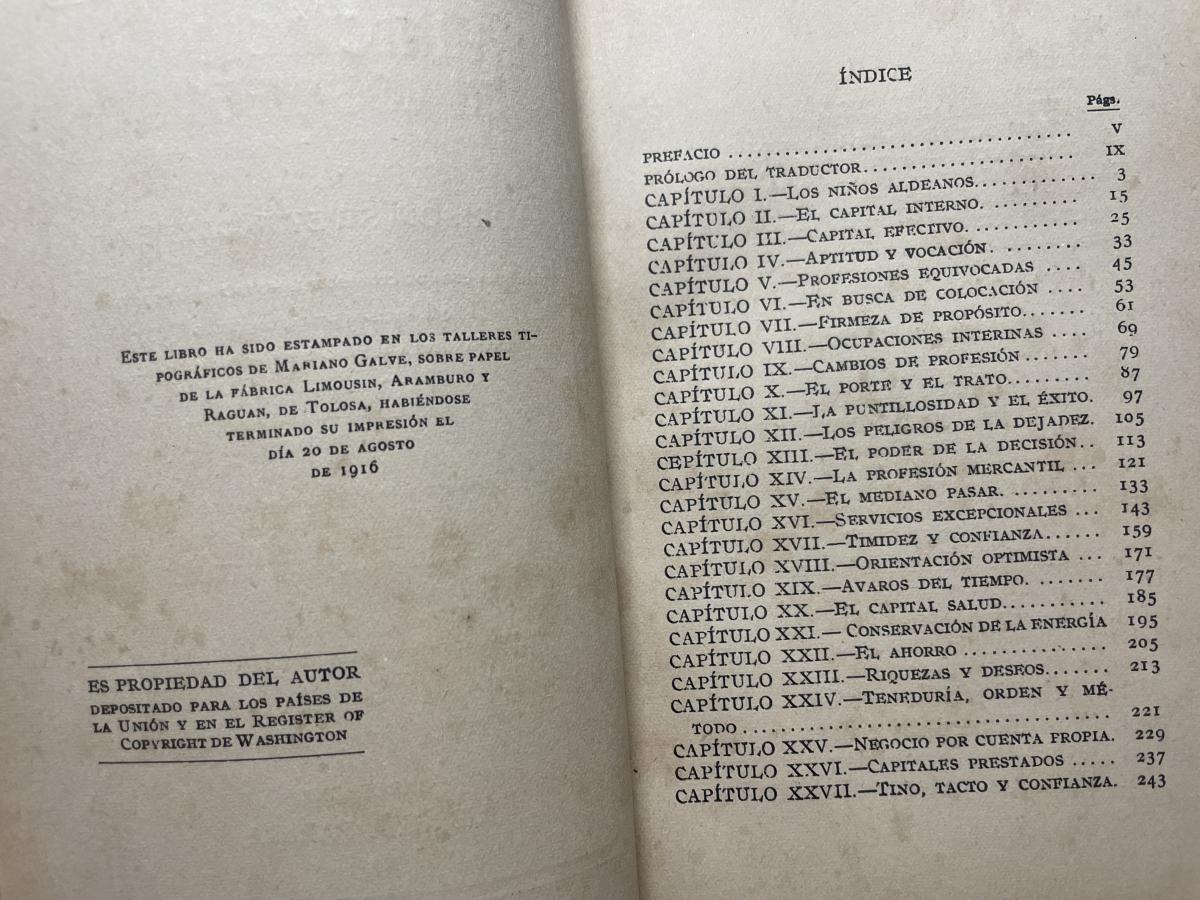 Este libro ha sido estampado en los talleres ti-
pográficos de Mariano Galve, sobre papel
de la fábrica Limousin, Aramburo y
Raguan, de Tolosa, habiéndose
terminado su impresión el
día 20 de agosto
de 1916
ES PROPIEDAD DEL AUTOR
depositado para los países de
la Unión y en el Register of
Copyright de Washington
ÍNDICE
Págs.
PREFACIO .................................... V
PRÓLOGO DEL TRADUCTOR...................... IX
CAPÍTULO I.—Los niños aldeanos............ 3
CAPÍTULO II.—El capital interno. ......... 15
CAPÍTULO III.—Capital efectivo. ........... 25
CAPÍTULO IV.—Aptitud y vocación. ........ 33
CAPÍTULO V.—Profesiones equivocadas .... 45
CAPÍTULO VI.—En busca de colocación .... 53
CAPÍTULO VII.—Firmeza de propósito....... 61
CAPÍTULO VIII.—Ocupaciones interinas .... 69
CAPÍTULO IX.—Cambios de profesión ....... 79
CAPÍTULO X.—El porte y el trato......... 87
CAPÍTULO XI.—La puntillosidad y el éxito. 97
CAPÍTULO XII.—Los peligros de la dejadez. 105
CEPÍTULO XIII.—El poder de la decisión.. 113
CAPÍTULO XIV.—La profesión mercantil ... 121
CAPÍTULO XV.—El mediano pasar. ......... 133
CAPÍTULO XVI.—Servicios excepcionales ... 143
CAPÍTULO XVII.—Timidez y confianza...... 159
CAPÍTULO XVIII.—Orientación optimista ... 171
CAPÍTULO XIX.—Avaros del tiempo. ....... 177
CAPÍTULO XX.—El capital salud........... 185
CAPÍTULO XXI.— Conservación de la energía 195
CAPÍTULO XXII.—El ahorro ............... 205
CAPÍTULO XXIII.—Riquezas y deseos....... 213
CAPÍTULO XXIV.—Teneduría, orden y mé-
todo .................................... 221
CAPÍTULO XXV.—Negocio por cuenta propia. 229
CAPÍTULO XXVI.—Capitales prestados ..... 237
CAPÍTULO XXVII.—Tino, tacto y confianza. 243